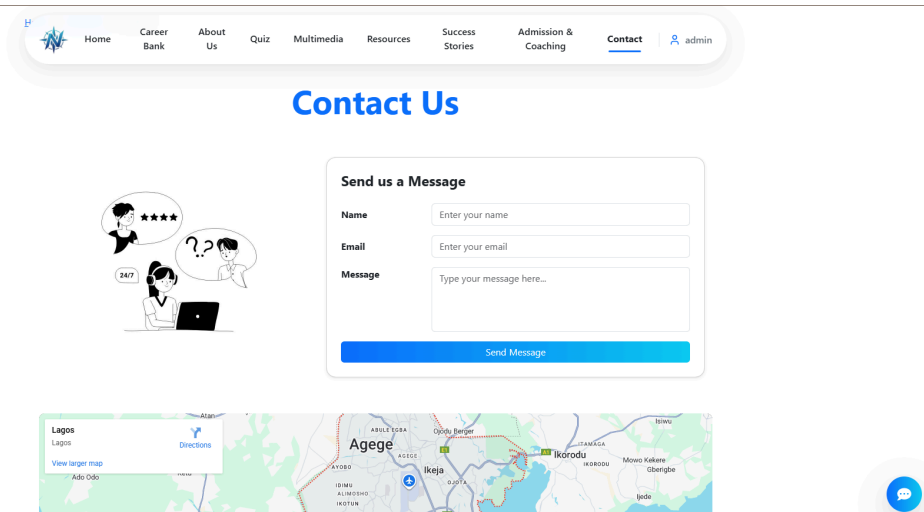 Home
Career Bank
About Us
Quiz
Multimedia
Resources
Success Stories
Admission & Coaching
Contact
admin
Contact Us
Send us a Message
Name
Enter your name
Email
Enter your email
Message
Type your message here...
Send Message
24/7
??
Lagos
Lagos
Directions
View larger map
Atan
Ado Odo
ABULE EGBA
Agege
AGEGE
Ojodu Berger
AYOBO
Ikeja
IDIMU
ALIMOSHO
IKOTUN
OJOTA
Isiwu
ITAMAGA
Ikorodu
IKORODU
Mowo Kekere
Gberigbe
Ijede